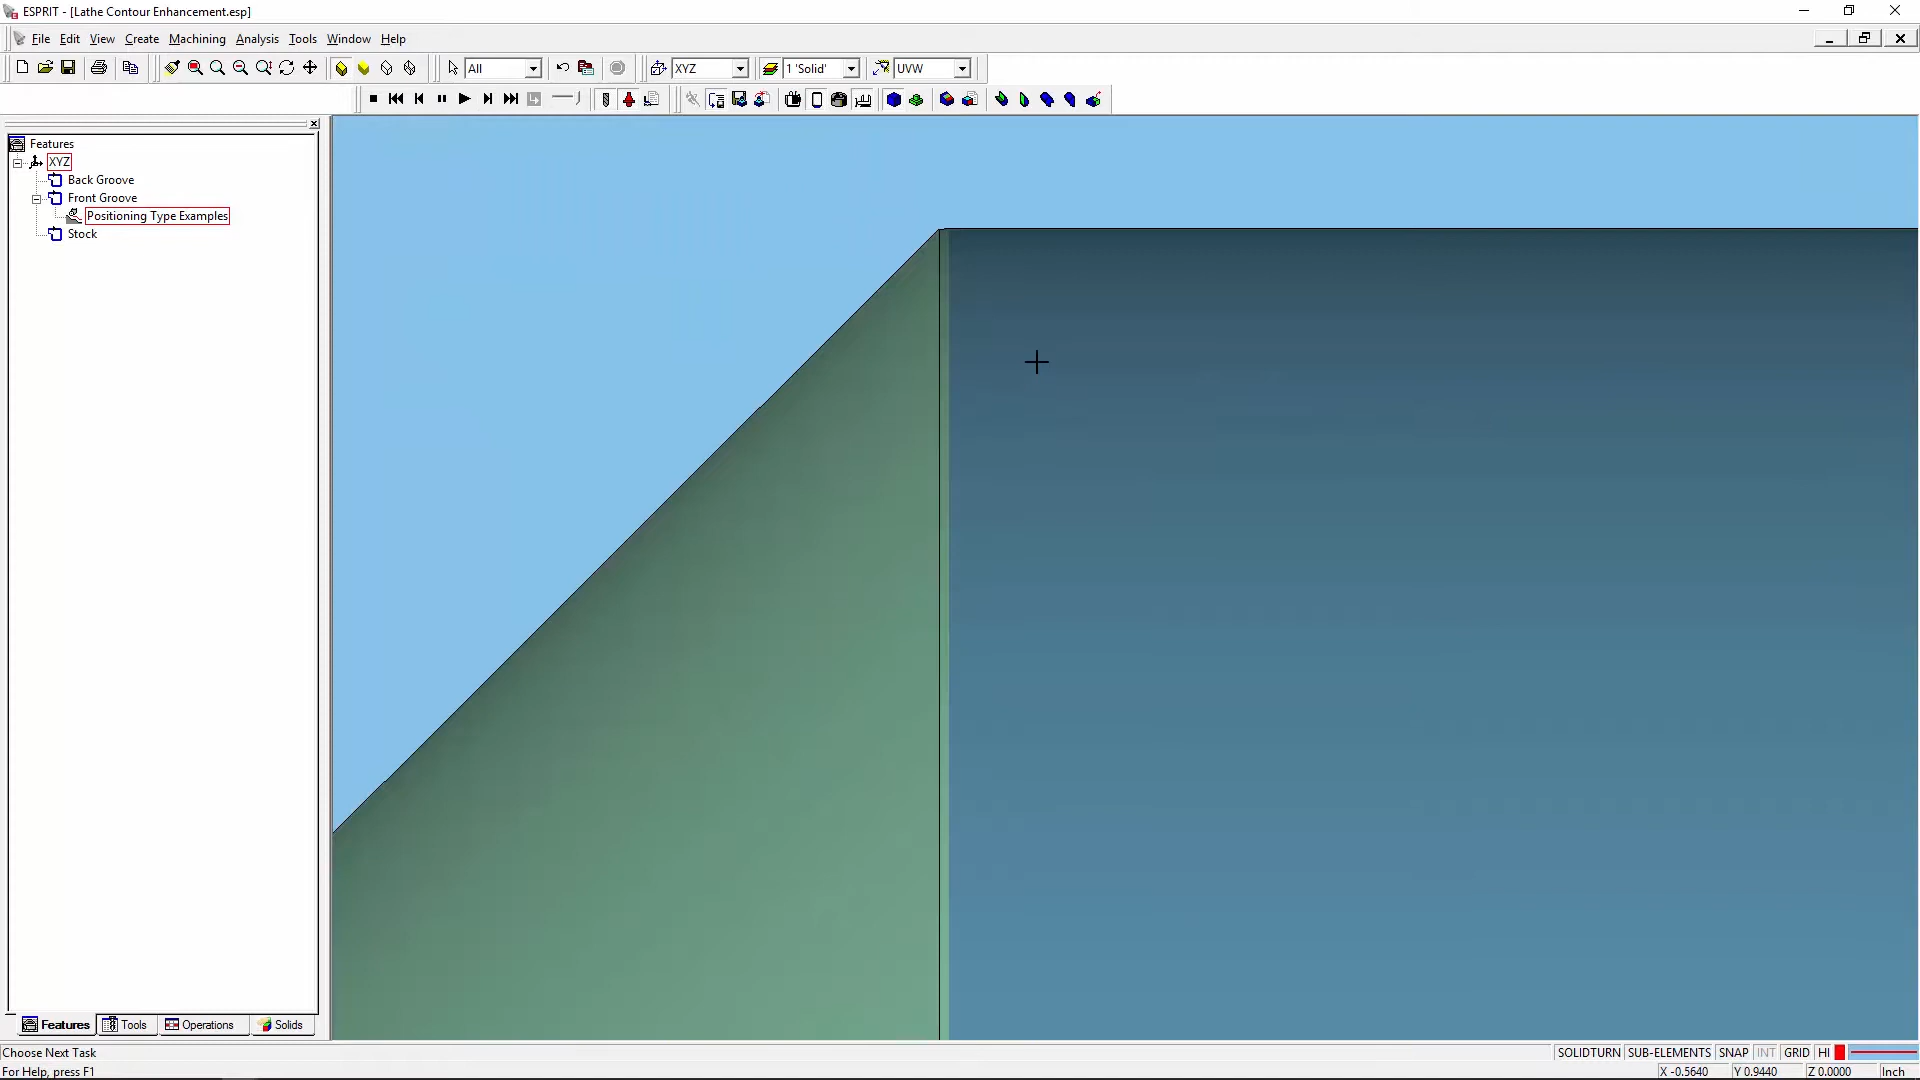 ESPRIT - [Lathe Contour Enhancement.esp]
File Edit View Create Machining Analysis Tools Window Help
All XYZ 1 'Solid' UVW
Features
XYZ
Back Groove
Front Groove
Positioning Type Examples
Stock
Features Tools Operations Solids
Choose Next Task SOLIDTURN SUB-ELEMENTS SNAP INT GRID HI
For Help, press F1 X -0.5640 Y 0.9440 Z 0.0000 Inch